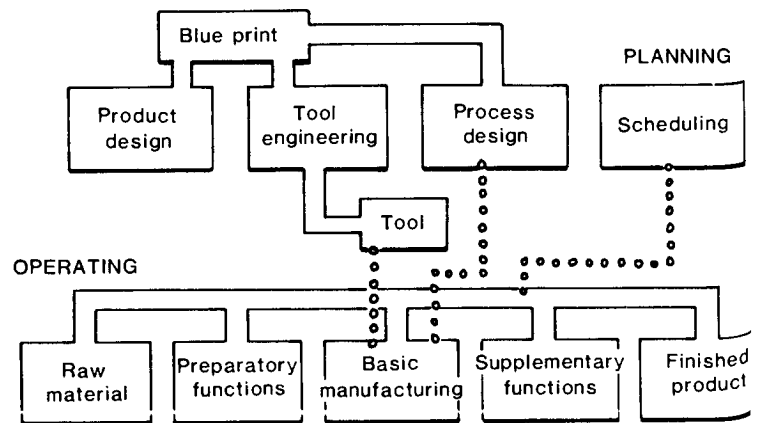 Blue print
PLANNING
Product
design
Tool
engineering
Process
design
Scheduling
Tool
OPERATING
Raw
material
Preparatory
functions
Basic
manufacturing
Supplementary
functions
Finished
product